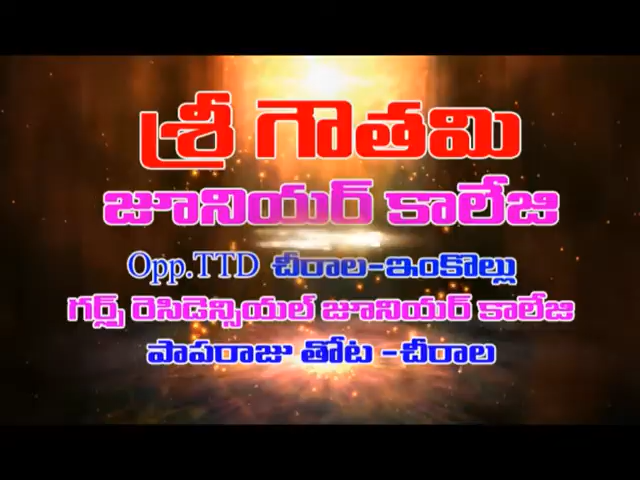 శ్రీ గౌతమి
జూనియర్ కాలేజి
Opp.TTD చీరాల-ఇంకొల్లు
గర్ల్స్ రెసిడెన్సియల్ జూనియర్ కాలేజి
పాపరాజు తోట -చీరాల